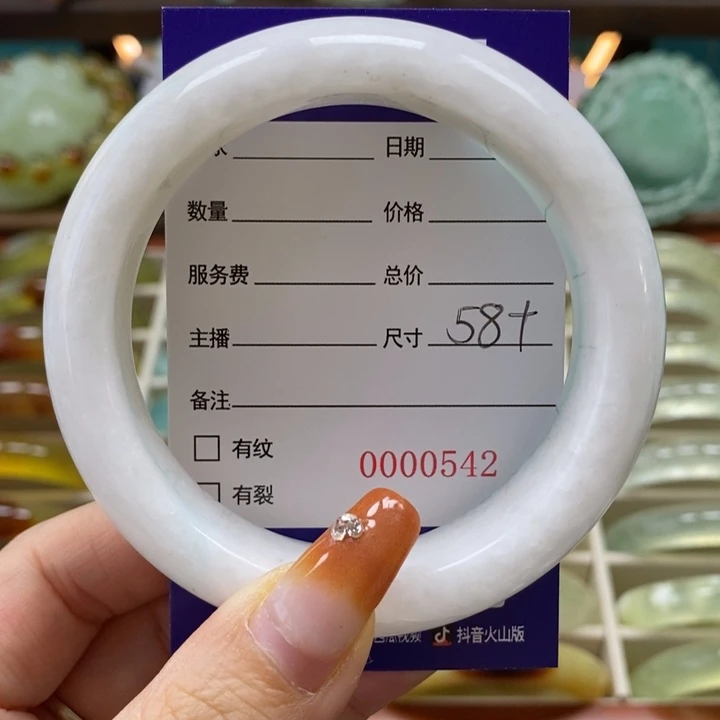 日期
数量 价格
服务费 总价
主播 尺寸 58+
备注
□ 有纹
0000542
有裂
抖音火山版